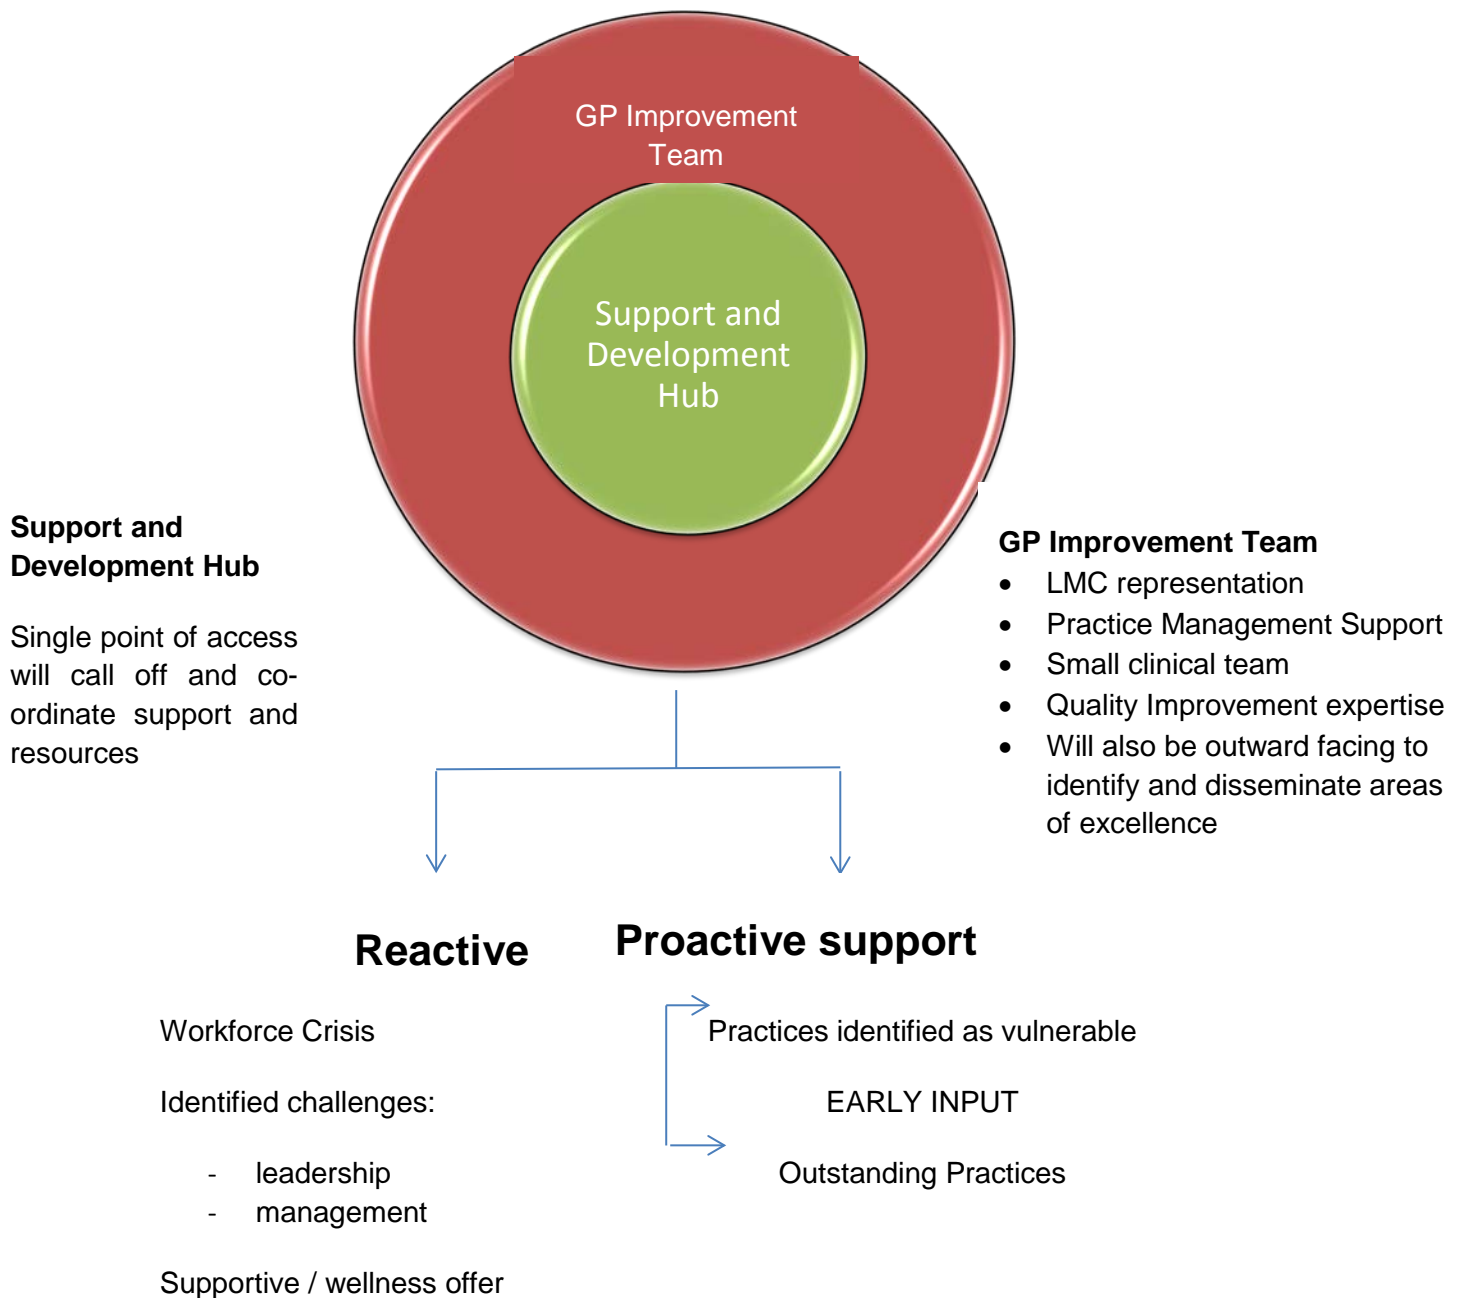 GP Improvement
Team
Support and
Development
Hub
Support and
Development Hub
Single point of access
will call off and co-
ordinate support and
resources
GP Improvement Team
• LMC representation
• Practice Management Support
• Small clinical team
• Quality Improvement expertise
• Will also be outward facing to
identify and disseminate areas
of excellence
Reactive
Workforce Crisis
Identified challenges:
- leadership
- management
Supportive / wellness offer
Proactive support
Practices identified as vulnerable
EARLY INPUT
Outstanding Practices